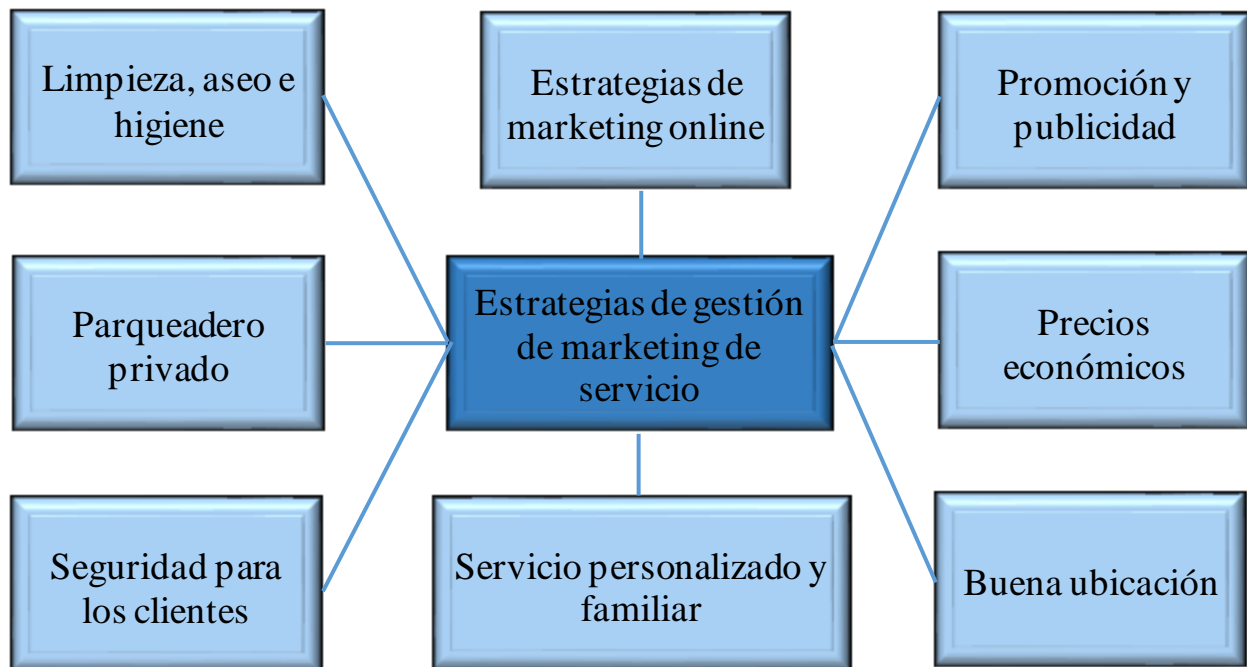 Limpieza, aseo e
higiene
Estrategias de
marketing online
Promoción y
publicidad
Parqueadero
privado
Estrategias de gestión
de marketing de
servicio
Precios
económicos
Seguridad para
los clientes
Servicio personalizado y
familiar
Buena ubicación